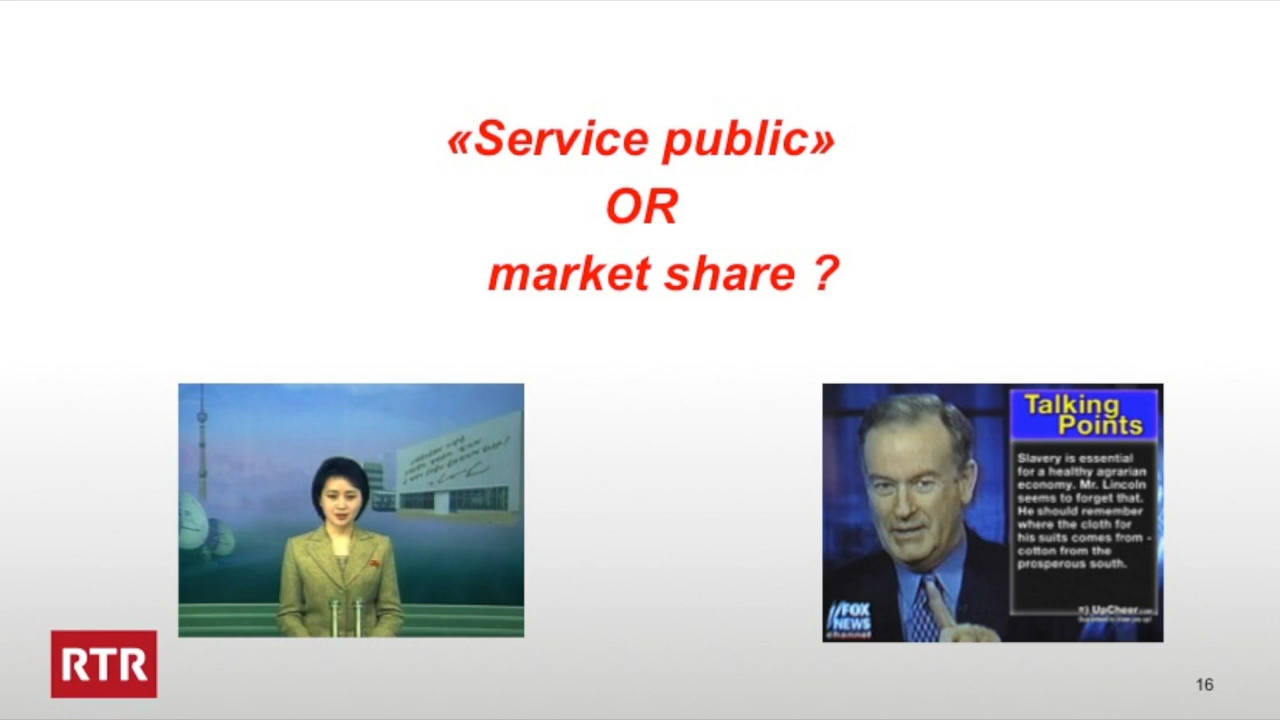 «Service public»
OR
market share ?
Talking
Points
Slavery is essential
for a healthy agrarian
economy. Mr. Lincoln
seems to forget that.
He should remember
where the cloth for
his suits comes from -
cotton from the
prosperous south.
=) UpCheer.com
FOX
NEWS
channel
RTR
16